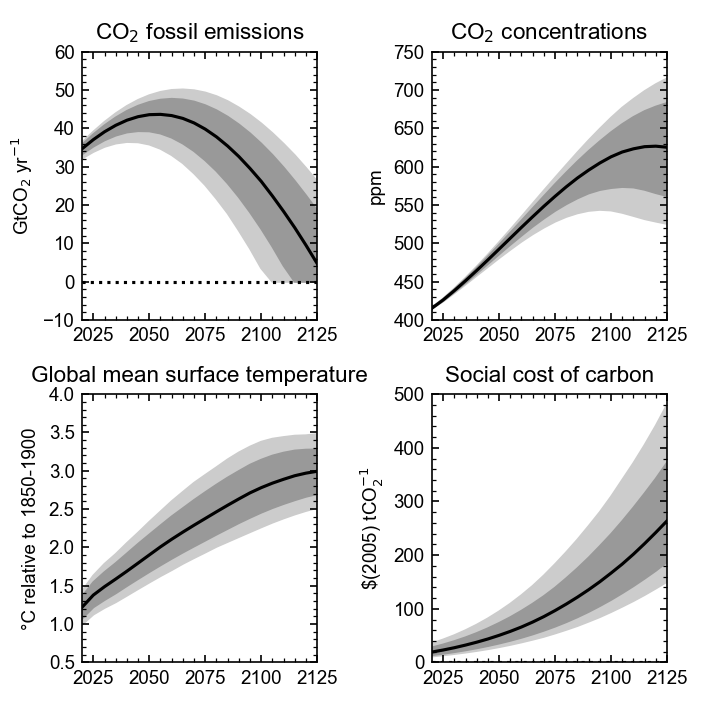 CO₂ fossil emissions
60
50
40
30
20
10
0
−10
GtCO₂ yr⁻¹
2025 2050 2075 2100 2125
CO₂ concentrations
750
700
650
600
550
500
450
400
ppm
2025 2050 2075 2100 2125
Global mean surface temperature
4.0
3.5
3.0
2.5
2.0
1.5
1.0
0.5
°C relative to 1850-1900
2025 2050 2075 2100 2125
Social cost of carbon
500
400
300
200
100
0
$(2005) tCO₂⁻¹
2025 2050 2075 2100 2125